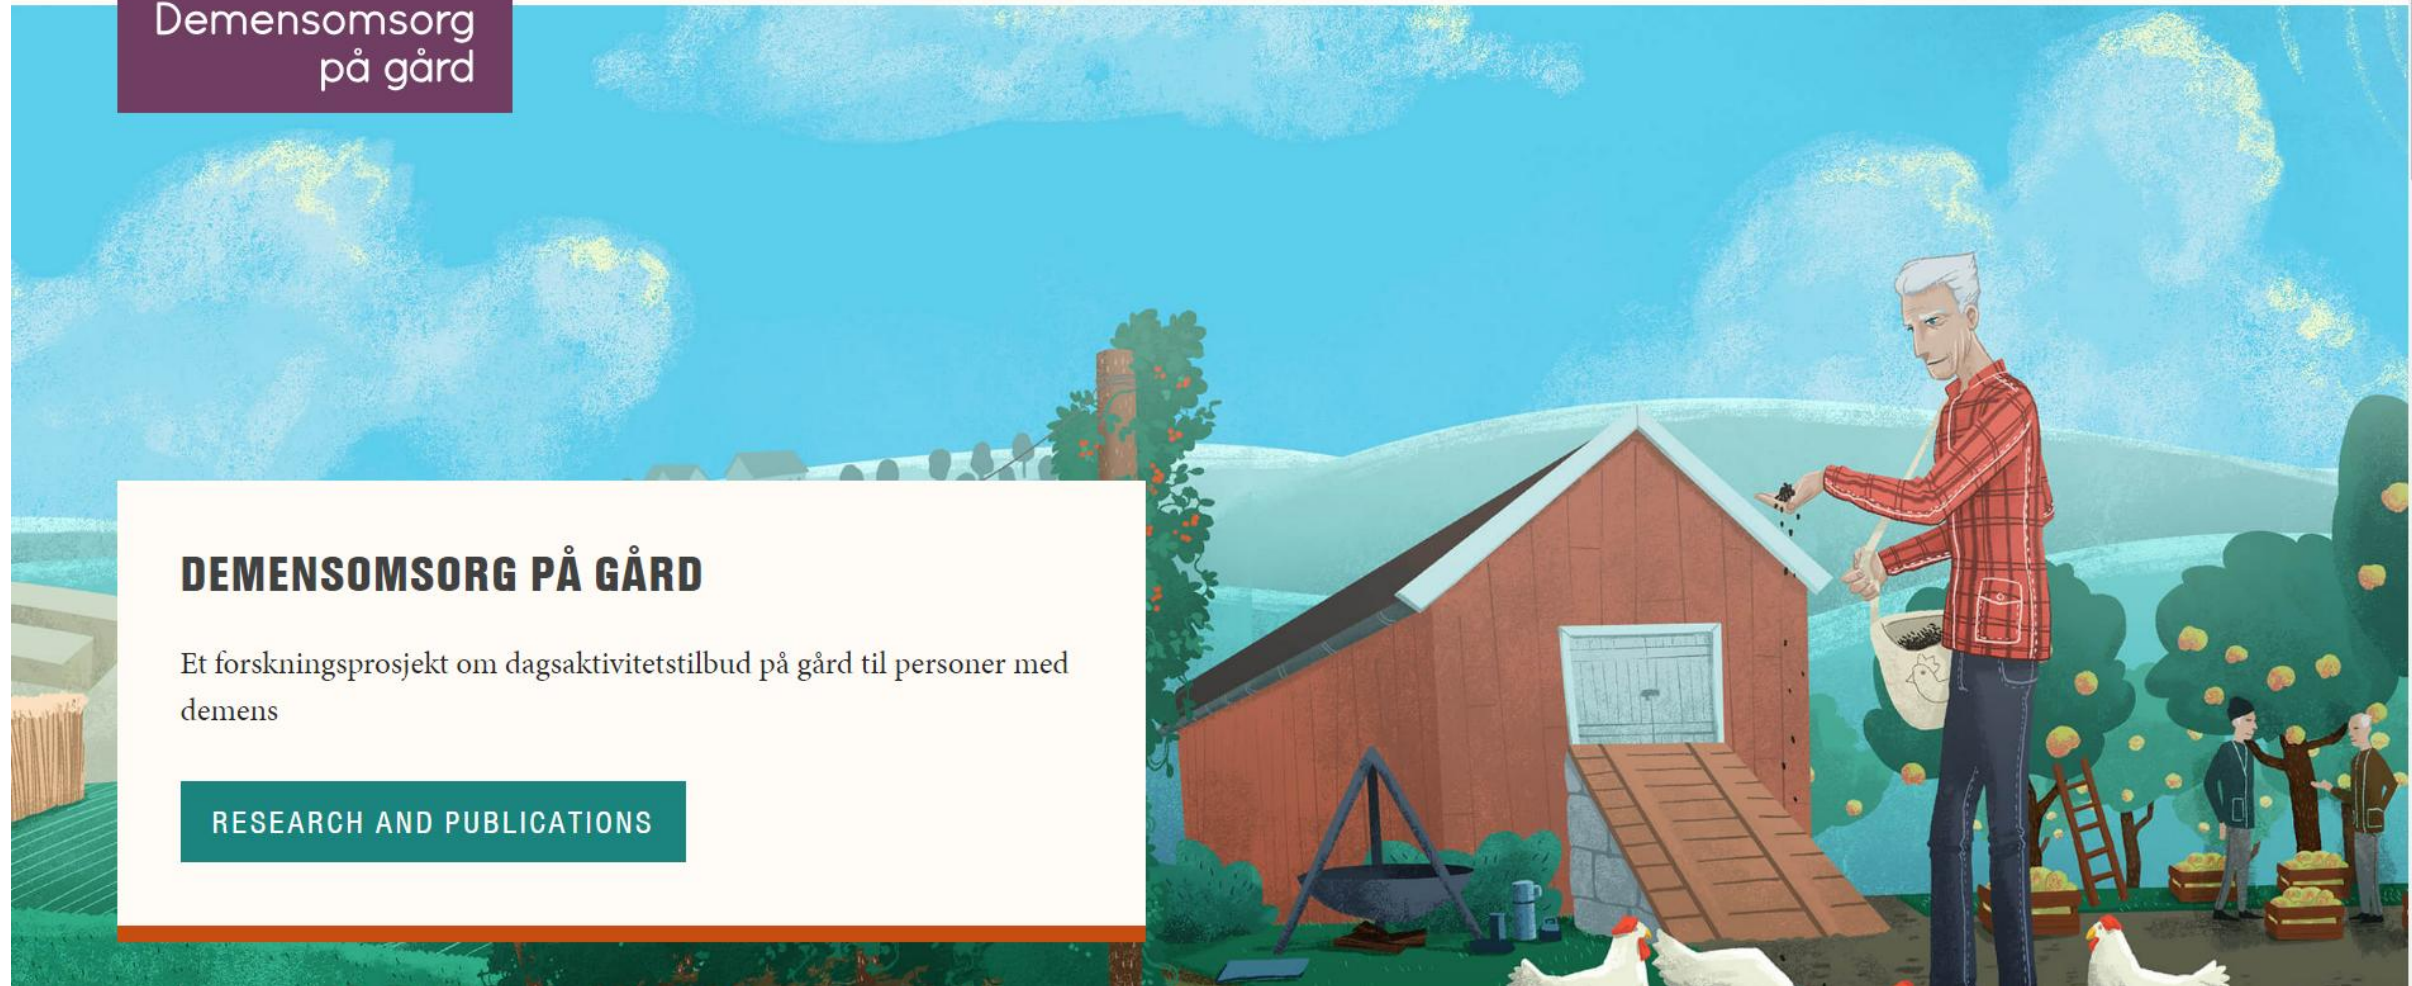 Demensomsorg
på gård
DEMENSOMSORG PÅ GÅRD
Et forskningsprosjekt om dagsaktivitetstilbud på gård til personer med
demens
RESEARCH AND PUBLICATIONS